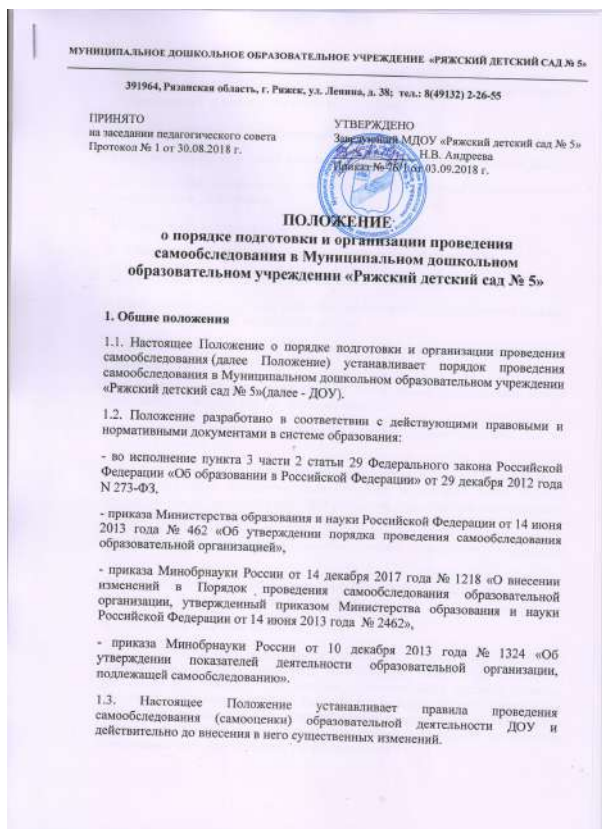 МУНИЦИПАЛЬНОЕ ДОШКОЛЬНОЕ ОБРАЗОВАТЕЛЬНОЕ УЧРЕЖДЕНИЕ «РЯЖСКИЙ ДЕТСКИЙ САД № 5»
391964, Рязанская область, г. Ряжск, ул. Ленина, д. 38; тел.: 8(49132) 2-26-55
ПРИНЯТО
на заседании педагогического совета
Протокол № 1 от 30.08.2018 г.
УТВЕРЖДЕНО
Заведующий МДОУ «Ряжский детский сад № 5»
Н.В. Андреева
Приказ № 76/1 от 03.09.2018 г.
ПОЛОЖЕНИЕ
о порядке подготовки и организации проведения
самообследования в Муниципальном дошкольном
образовательном учреждении «Ряжский детский сад № 5»
1. Общие положения
1.1. Настоящее Положение о порядке подготовки и организации проведения
самообследования (далее Положение) устанавливает порядок проведения
самообследования в Муниципальном дошкольном образовательном учреждении
«Ряжский детский сад № 5»(далее - ДОУ).
1.2. Положение разработано в соответствии с действующими правовыми и
нормативными документами в системе образования:
- во исполнение пункта 3 части 2 статьи 29 Федерального закона Российской
Федерации «Об образовании в Российской Федерации» от 29 декабря 2012 года
N 273-ФЗ,
- приказа Министерства образования и науки Российской Федерации от 14 июня
2013 года № 462 «Об утверждении порядка проведения самообследования
образовательной организацией»,
- приказа Минобрнауки России от 14 декабря 2017 года № 1218 «О внесении
изменений в Порядок проведения самообследования образовательной
организации, утвержденный приказом Министерства образования и науки
Российской Федерации от 14 июня 2013 года № 2462»,
- приказа Минобрнауки России от 10 декабря 2013 года № 1324 «Об
утверждении показателей деятельности образовательной организации,
подлежащей самообследованию».
1.3. Настоящее Положение устанавливает правила проведения
самообследования (самооценки) образовательной деятельности ДОУ и
действительно до внесения в него существенных изменений.